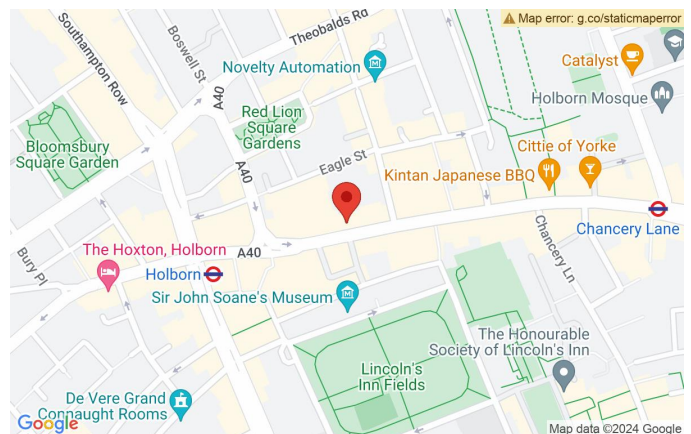 Map error: g.co/staticmaperror
Theobalds Rd
Southampton Row
Boswell St
A40
Novelty Automation
Catalyst
Holborn Mosque
Red Lion
Square
Gardens
Bloomsbury
Square Garden
Eagle St
Cittie of Yorke
A40
Kintan Japanese BBQ
Chancery Lane
The Hoxton, Holborn
A40
Bury Pl
Holborn
Chancery Ln
Sir John Soane's Museum
The Honourable
Society of Lincoln's Inn
Lincoln's
Inn Fields
De Vere Grand
Connaught Rooms
Google
Map data ©2024 Google